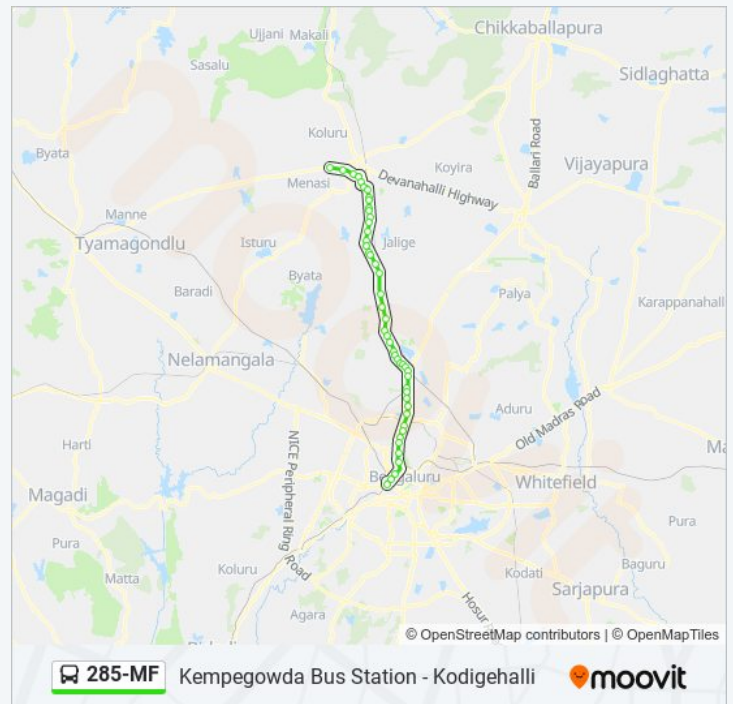 Ujjani Makali
Chikkaballapura
Sasalu
Sidlaghatta
Koluru
Byata
Ballari Road
Koyira
Vijayapura
Menasi
Devanahalli Highway
Manne
Tyamagondlu
Isturu
Jalige
Byata
Baradi
Palya
Karappanahall
Nelamangala
Aduru
Old Madras Road
Harti
NICE Peripheral Ring Road
Ma
Bengaluru
Whitefield
Magadi
Pura
Pura
Koluru
Matta
Kodati
Baguru
Sarjapura
Agara
Hosur
© OpenStreetMap contributors | © OpenMapTiles
285-MF Kempegowda Bus Station - Kodigehalli moovit